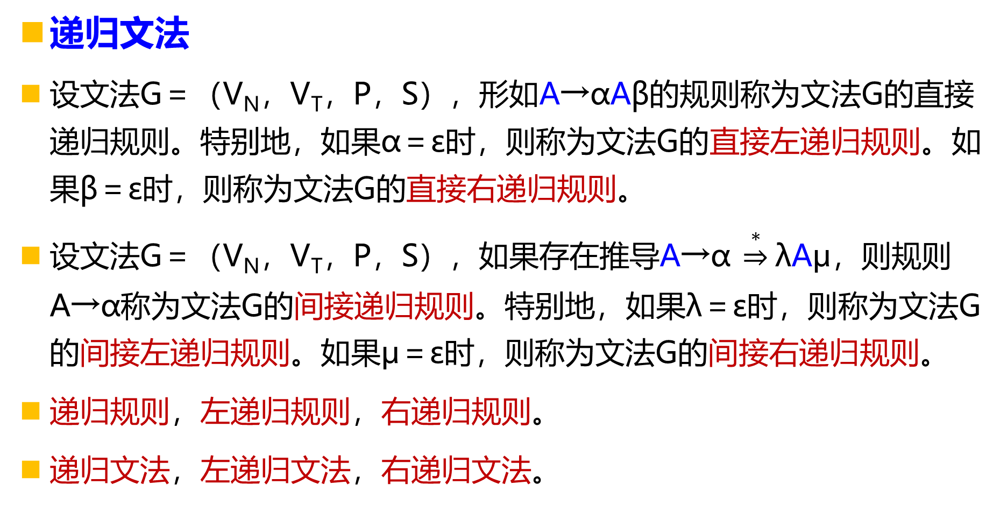 递归文法
设文法G=（V_N，V_T，P，S），形如A→αAβ的规则称为文法G的直接
递归规则。特别地，如果α=ε时，则称为文法G的直接左递归规则。如
果β=ε时，则称为文法G的直接右递归规则。
设文法G=（V_N，V_T，P，S），如果存在推导A→α ⇒* λAμ，则规则
A→α称为文法G的间接递归规则。特别地，如果λ=ε时，则称为文法G
的间接左递归规则。如果μ=ε时，则称为文法G的间接右递归规则。
递归规则，左递归规则，右递归规则。
递归文法，左递归文法，右递归文法。